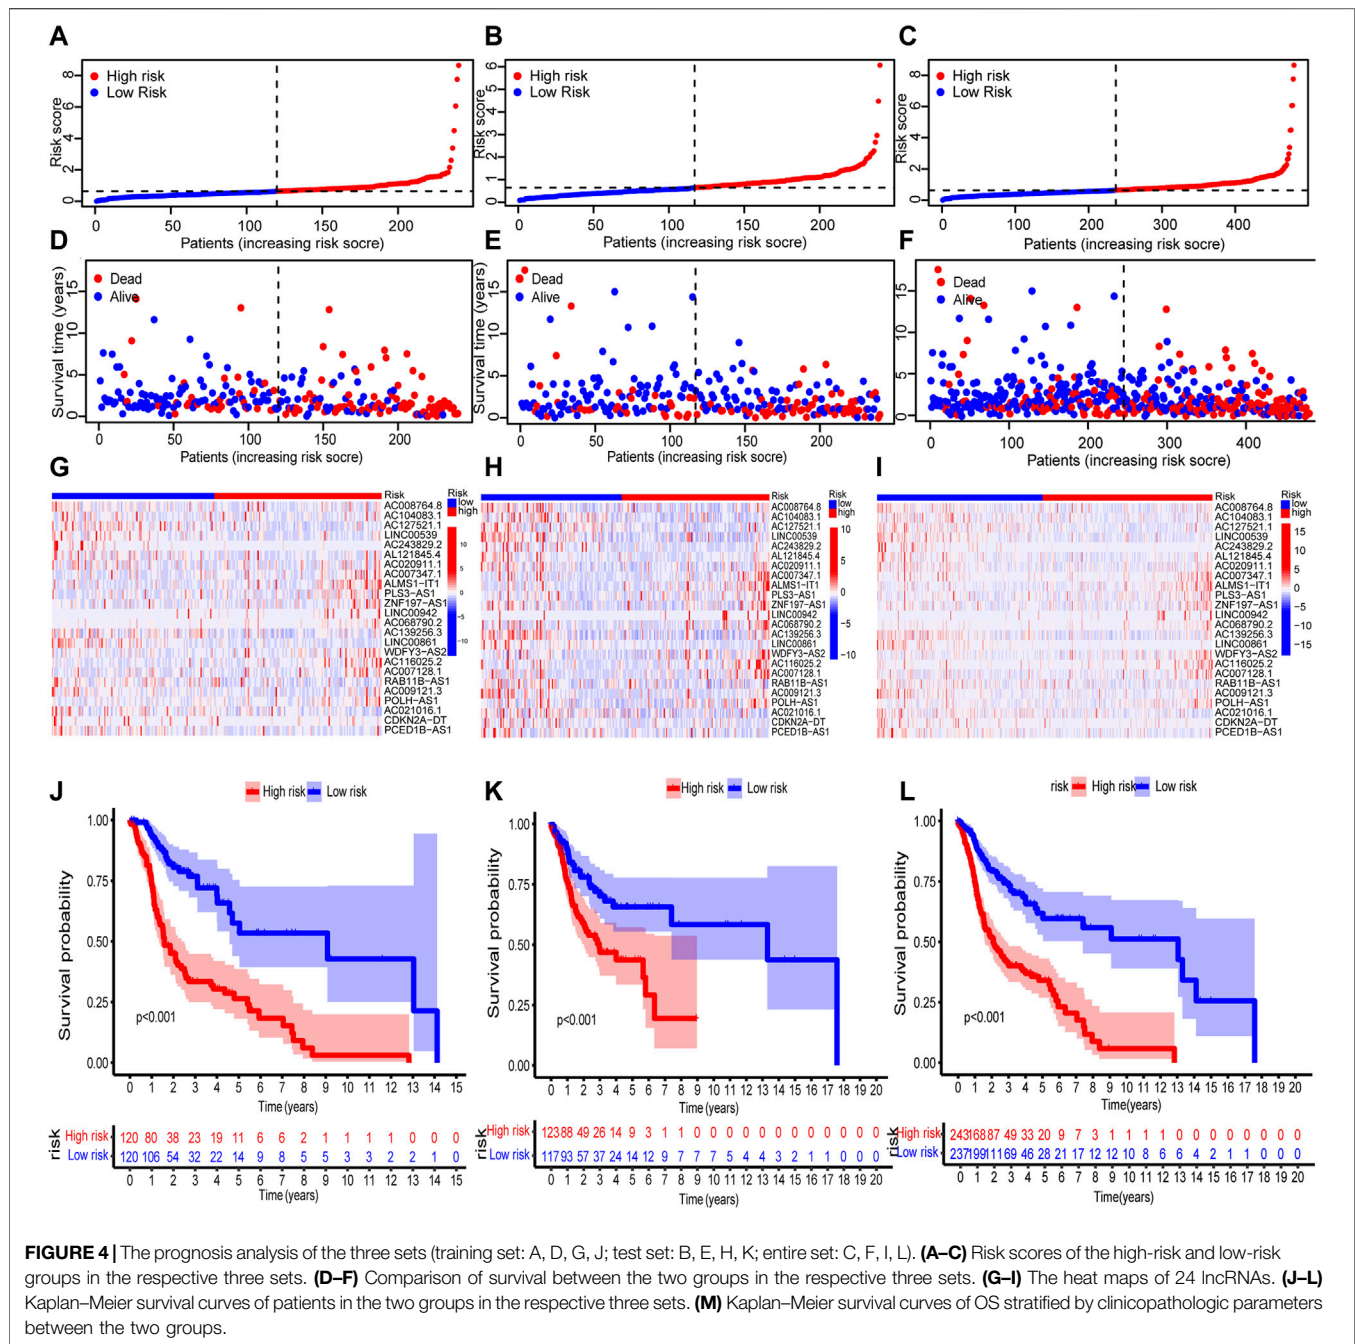 A
High risk
Low Risk
Risk score
0 2 4 6 8
0 50 100 150 200
Patients (increasing risk socre)
B
High risk
Low Risk
Risk score
0 1 2 3 4 5 6
0 50 100 150 200
Patients (increasing risk socre)
C
High risk
Low Risk
Risk score
0 2 4 6 8
0 100 200 300 400
Patients (increasing risk socre)
D
Dead
Alive
Survival time (years)
0 5 10 15
0 50 100 150 200
Patients (increasing risk socre)
E
Dead
Alive
Survival time (years)
0 5 10 15
0 50 100 150 200
Patients (increasing risk socre)
F
Dead
Alive
0 5 10 15
0 100 200 300 400
Patients (increasing risk socre)
G
Risk
AC008764.8
AC104083.1
AC127521.1
LINC00539
AC243829.2
AL121845.4
AC020911.1
AC007347.1
ALMS1-IT1
PLS3-AS1
ZNF197-AS1
LINC00942
AC068790.2
AC139256.3
LINC00861
WDFY3-AS2
AC116025.2
AC007128.1
RAB11B-AS1
AC009121.3
POLH-AS1
AC021016.1
CDKN2A-DT
PCED1B-AS1
Risk
low
high
10
5
0
-5
-10
H
Risk
AC008764.8
AC104083.1
AC127521.1
LINC00539
AC243829.2
AL121845.4
AC020911.1
AC007347.1
ALMS1-IT1
PLS3-AS1
ZNF197-AS1
LINC00942
AC068790.2
AC139256.3
LINC00861
WDFY3-AS2
AC116025.2
AC007128.1
RAB11B-AS1
AC009121.3
POLH-AS1
AC021016.1
CDKN2A-DT
PCED1B-AS1
Risk
low
high
10
5
0
-5
-10
I
Risk
AC008764.8
AC104083.1
AC127521.1
LINC00539
AC243829.2
AL121845.4
AC020911.1
AC007347.1
ALMS1-IT1
PLS3-AS1
ZNF197-AS1
LINC00942
AC068790.2
AC139256.3
LINC00861
WDFY3-AS2
AC116025.2
AC007128.1
RAB11B-AS1
AC009121.3
POLH-AS1
AC021016.1
CDKN2A-DT
PCED1B-AS1
Risk
low
high
15
10
5
0
-5
-10
-15
J
High risk Low risk
Survival probability
1.00
0.75
0.50
0.25
0.00
p<0.001
0 1 2 3 4 5 6 7 8 9 10 11 12 13 14 15
Time(years)
risk
High risk 120 80 38 23 19 11 6 6 2 1 1 1 1 0 0 0
Low risk 120 106 54 32 22 14 9 8 5 5 3 3 2 2 1 0
0 1 2 3 4 5 6 7 8 9 10 11 12 13 14 15
Time(years)
K
High risk Low risk
Survival probability
1.00
0.75
0.50
0.25
0.00
p<0.001
0 1 2 3 4 5 6 7 8 9 10 11 12 13 14 15 16 17 18 19 20
Time(years)
risk
High risk 123 88 49 26 14 9 3 1 1 0 0 0 0 0 0 0 0 0 0 0 0
Low risk 117 93 57 37 24 14 12 9 7 7 7 5 4 4 3 2 1 1 0 0 0
0 1 2 3 4 5 6 7 8 9 10 11 12 13 14 15 16 17 18 19 20
Time(years)
L
risk High risk Low risk
Survival probability
1.00
0.75
0.50
0.25
0.00
p<0.001
0 1 2 3 4 5 6 7 8 9 10 11 12 13 14 15 16 17 18 19 20
Time(years)
risk
High risk 243 168 87 49 33 20 9 7 3 1 1 1 1 0 0 0 0 0 0 0 0
Low risk 237 199 111 69 46 28 21 17 12 12 10 8 6 6 4 2 1 1 0 0 0
0 1 2 3 4 5 6 7 8 9 10 11 12 13 14 15 16 17 18 19 20
Time(years)
FIGURE 4 | The prognosis analysis of the three sets (training set: A, D, G, J; test set: B, E, H, K; entire set: C, F, I, L). (A–C) Risk scores of the high-risk and low-risk
groups in the respective three sets. (D–F) Comparison of survival between the two groups in the respective three sets. (G–I) The heat maps of 24 lncRNAs. (J–L)
Kaplan–Meier survival curves of patients in the two groups in the respective three sets. (M) Kaplan–Meier survival curves of OS stratified by clinicopathologic parameters
between the two groups.